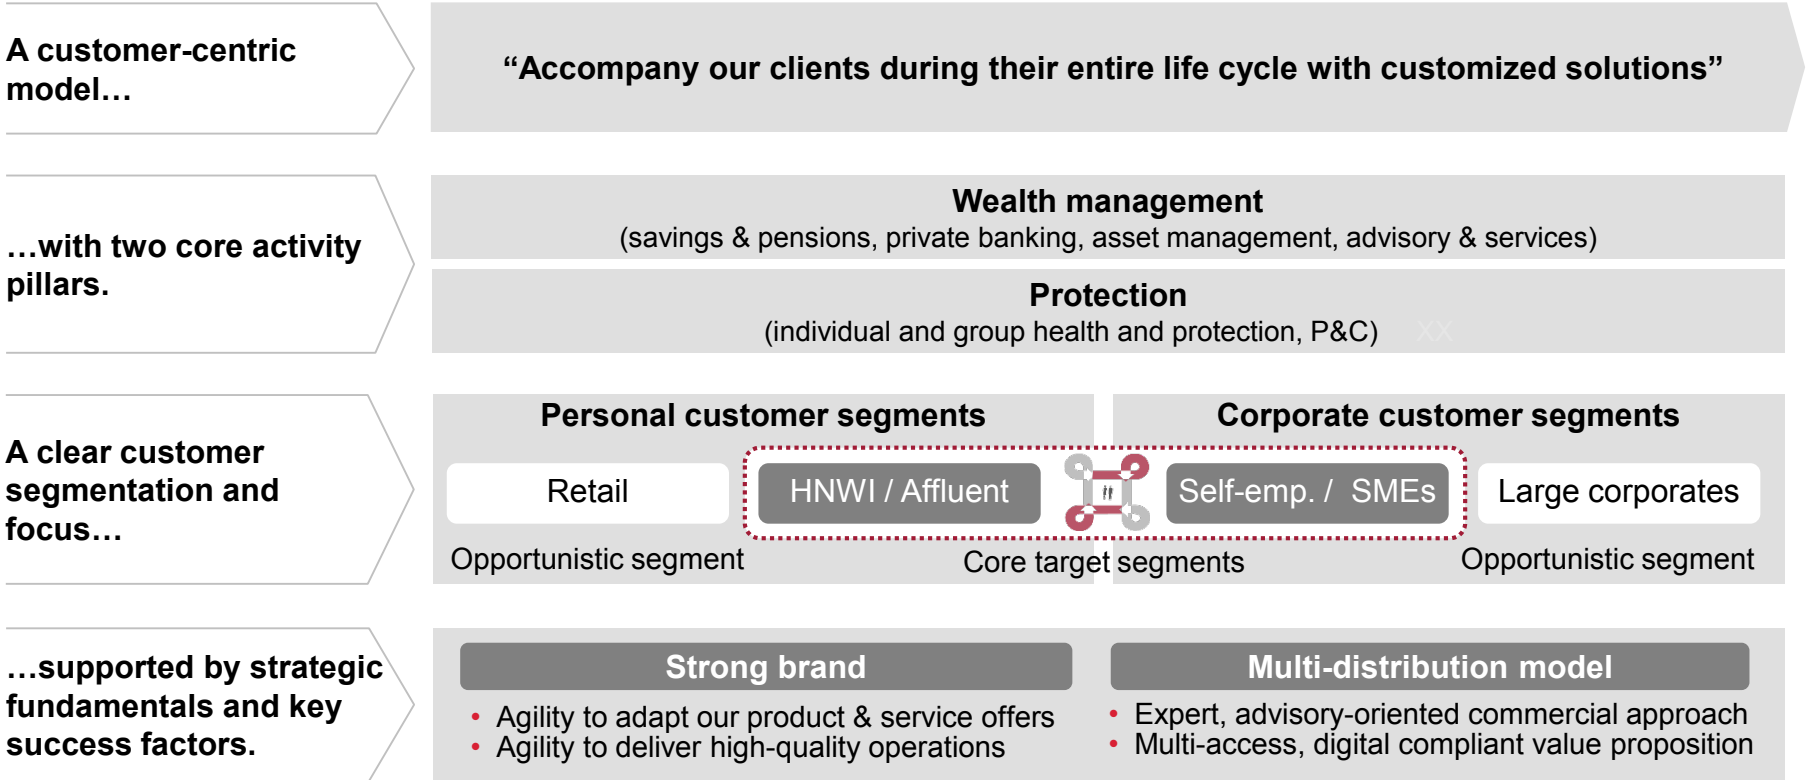 A customer-centric
model…
“Accompany our clients during their entire life cycle with customized solutions”
…with two core activity
pillars.
Wealth management
(savings & pensions, private banking, asset management, advisory & services)
Protection
(individual and group health and protection, P&C) XX
A clear customer
segmentation and
focus…
Personal customer segments
Corporate customer segments
Retail
HNWI / Affluent
Self-emp. / SMEs
Large corporates
Opportunistic segment
Core target segments
Opportunistic segment
…supported by strategic
fundamentals and key
success factors.
Strong brand
• Agility to adapt our product & service offers
• Agility to deliver high-quality operations
Multi-distribution model
• Expert, advisory-oriented commercial approach
• Multi-access, digital compliant value proposition